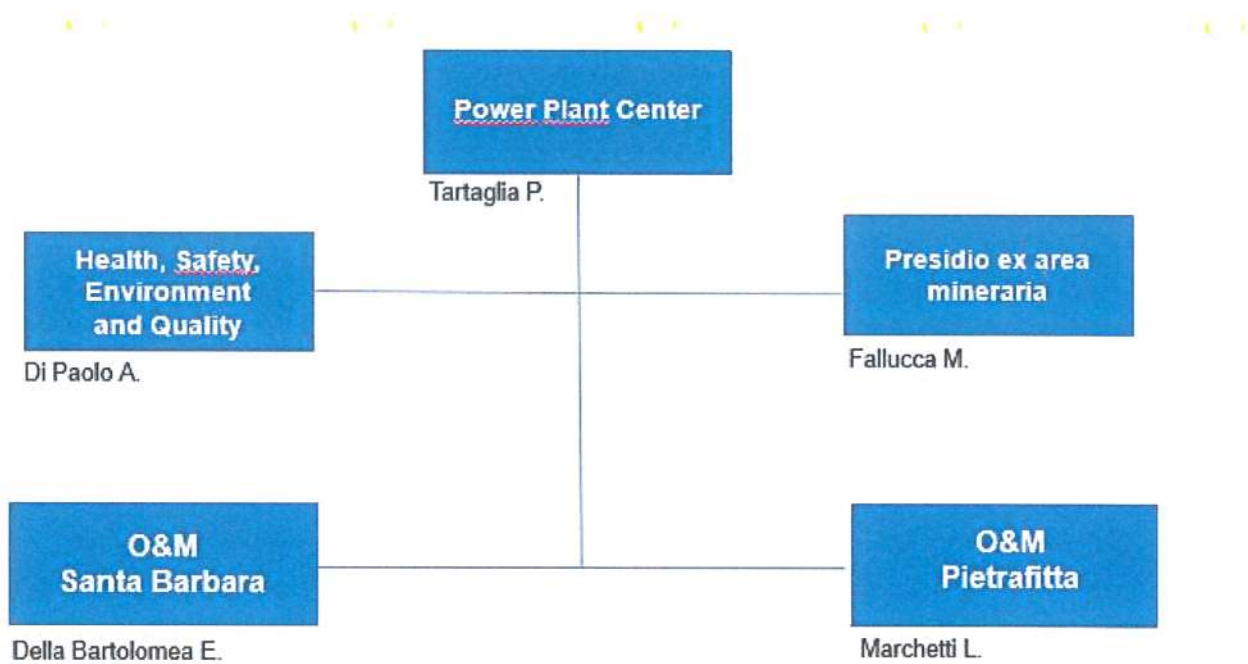 Power Plant Center
Tartaglia P.
Health, Safety,
Environment
and Quality
Di Paolo A.
Presidio ex area
mineraria
Fallucca M.
O&M
Santa Barbara
Della Bartolomea E.
O&M
Pietrafitta
Marchetti L.